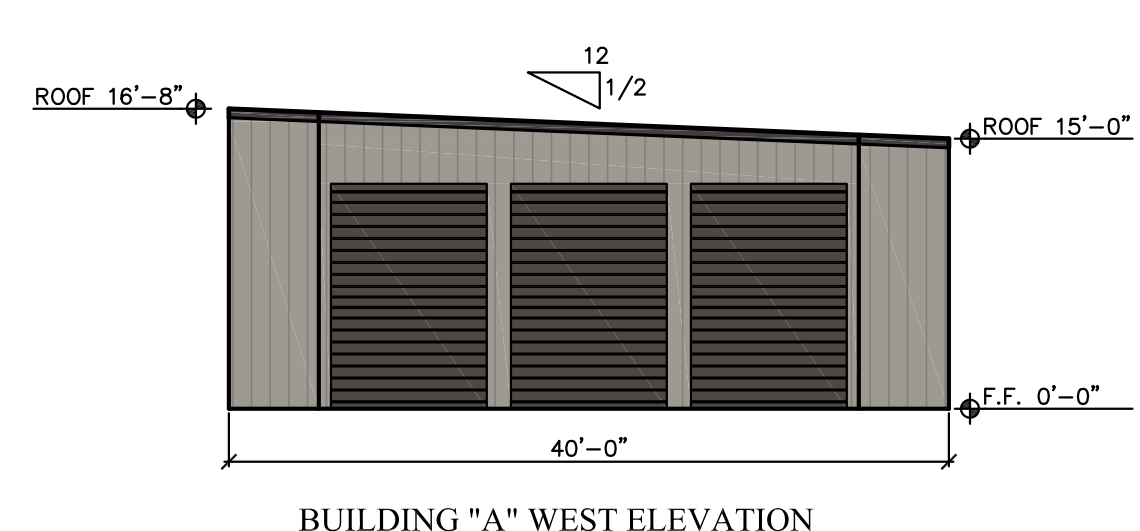 12
1/2
ROOF 16'-8"
ROOF 15'-0"
F.F. 0'-0"
40'-0"
BUILDING "A" WEST ELEVATION